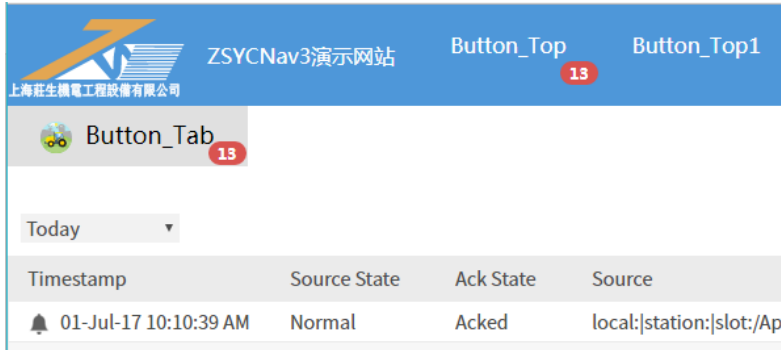 上海莊生機電工程設備有限公司
ZSYCNav3演示网站
Button_Top
13
Button_Top1
Button_Tab
13
Today
Timestamp Source State Ack State Source
01-Jul-17 10:10:39 AM Normal Acked local:|station:|slot:/Ap